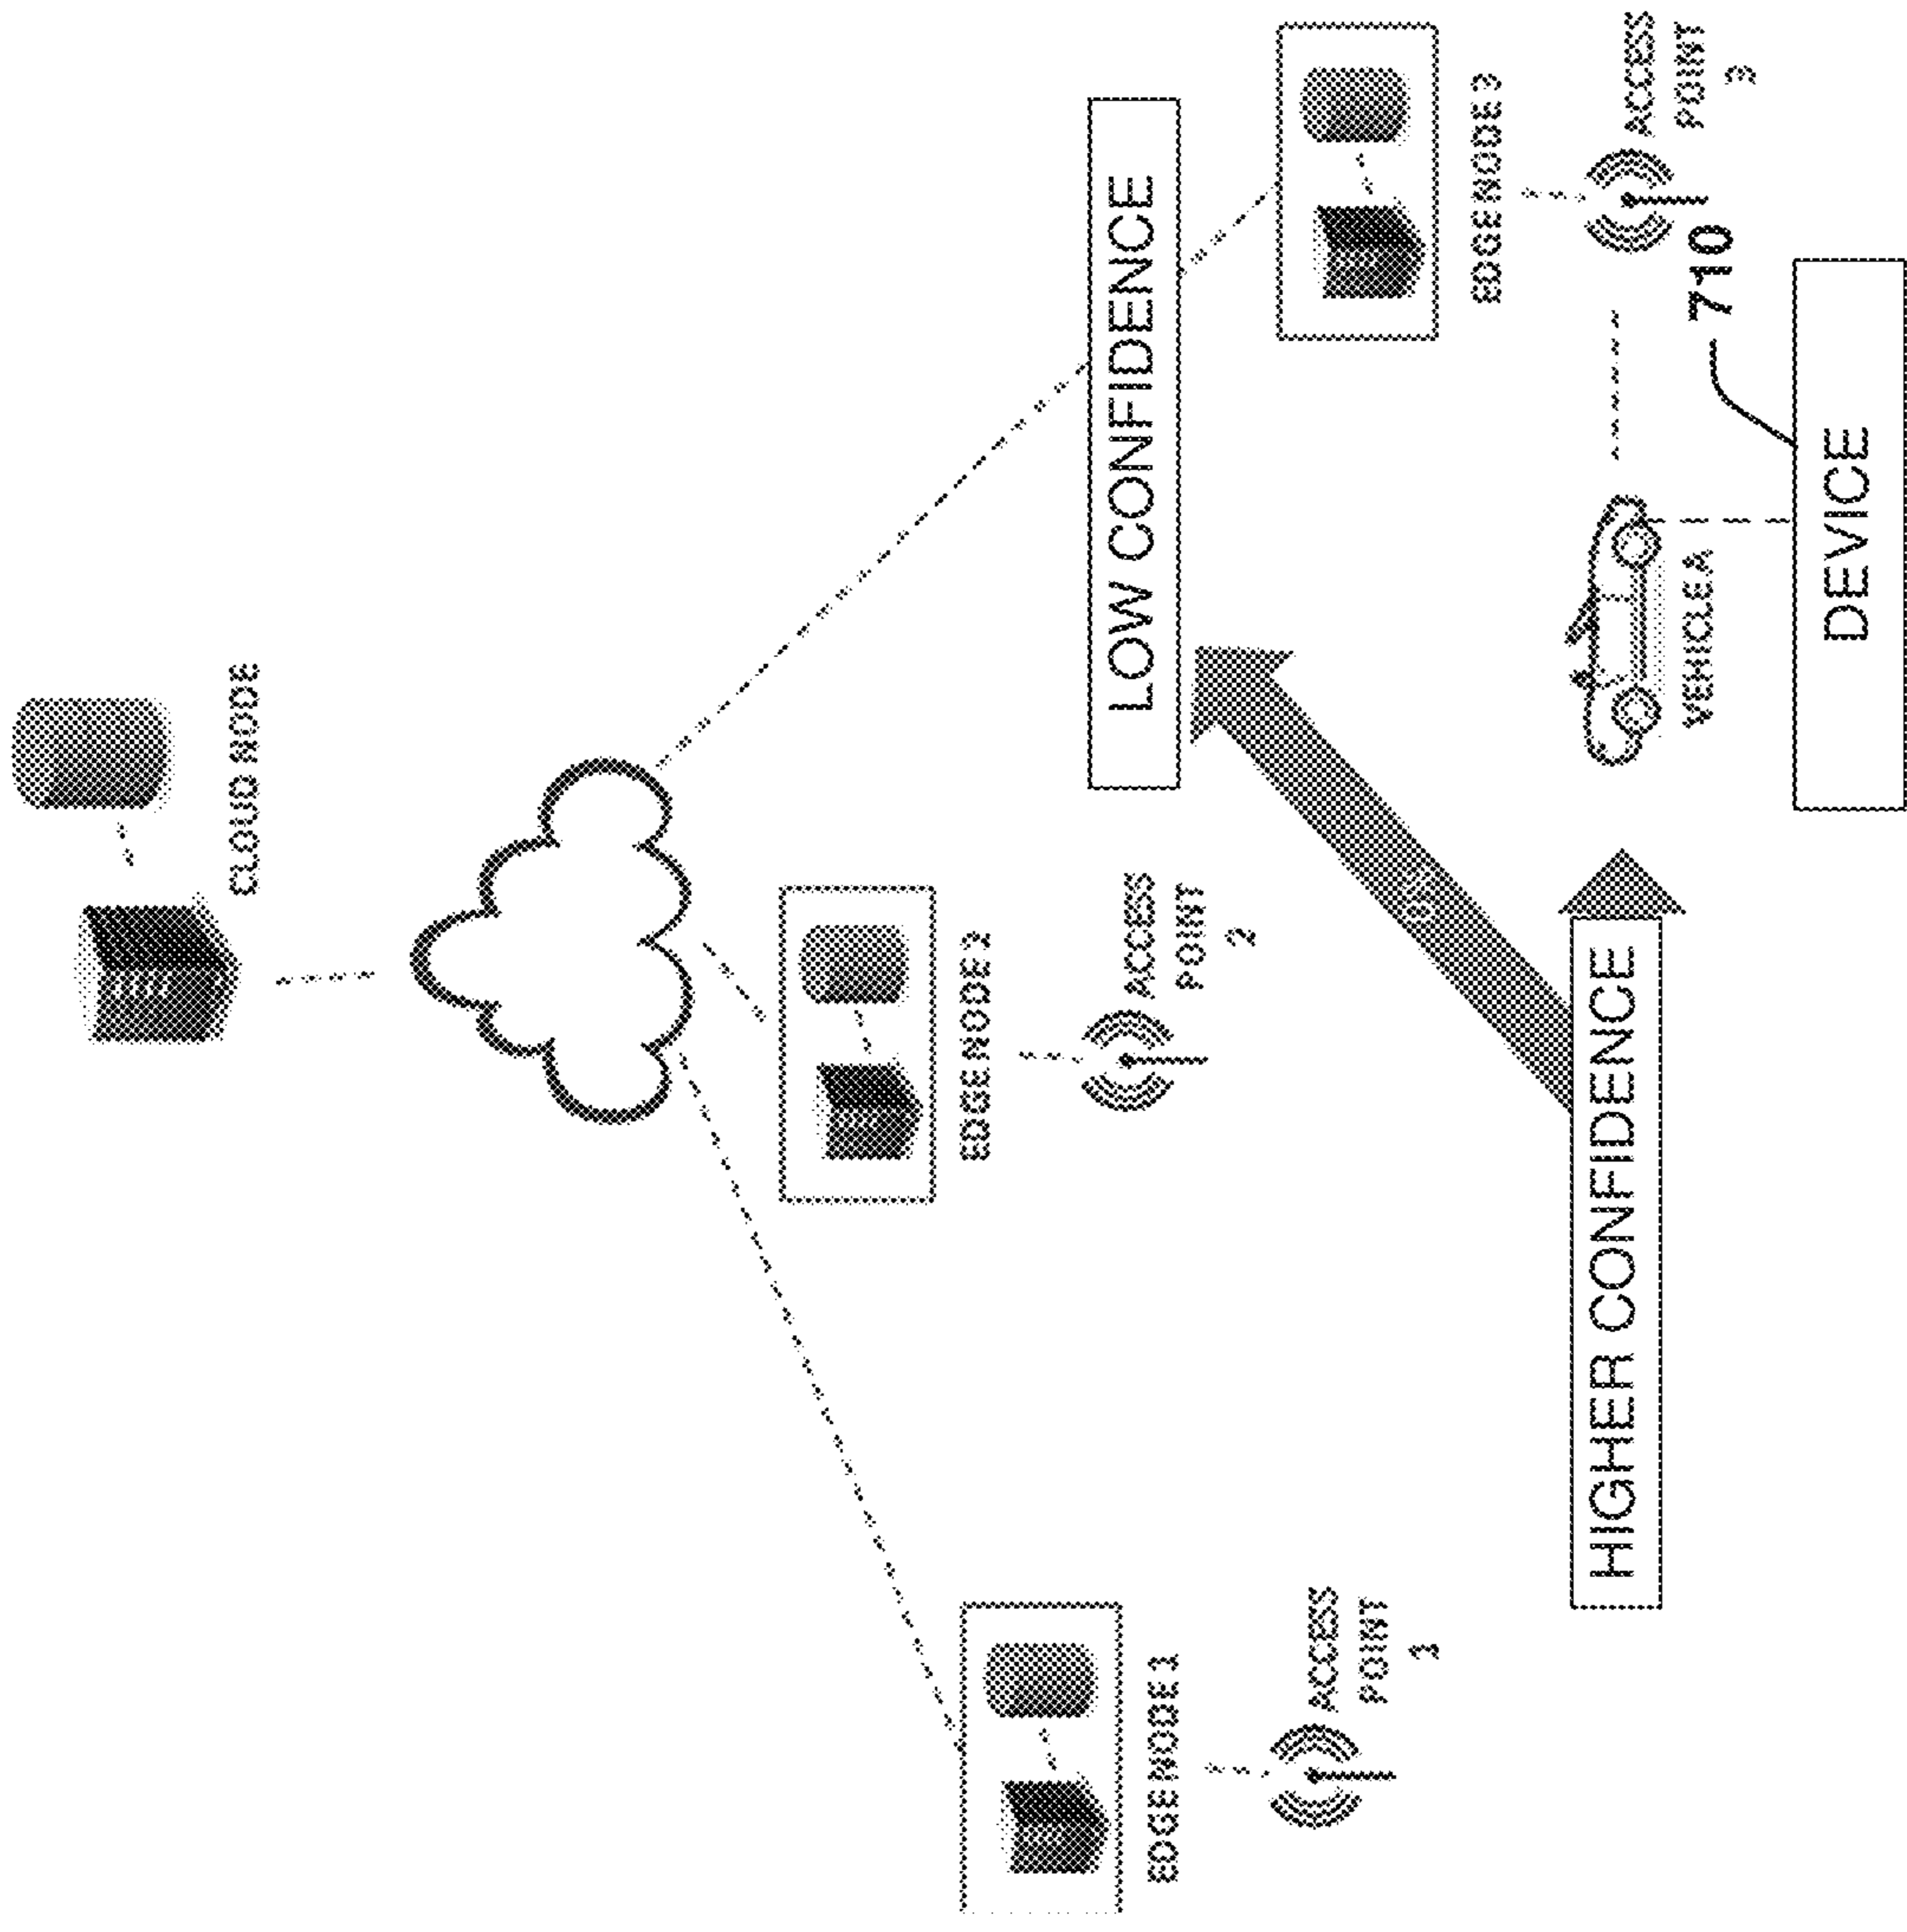 CLOUD NODE
EDGE NODE 2
ACCESS
POINT
2
LOW CONFIDENCE
EDGE NODE 1
ACCESS
POINT
1
EDGE NODE 3
HIGHER CONFIDENCE
ACCESS
POINT
3
VEHICLE A
710
DEVICE